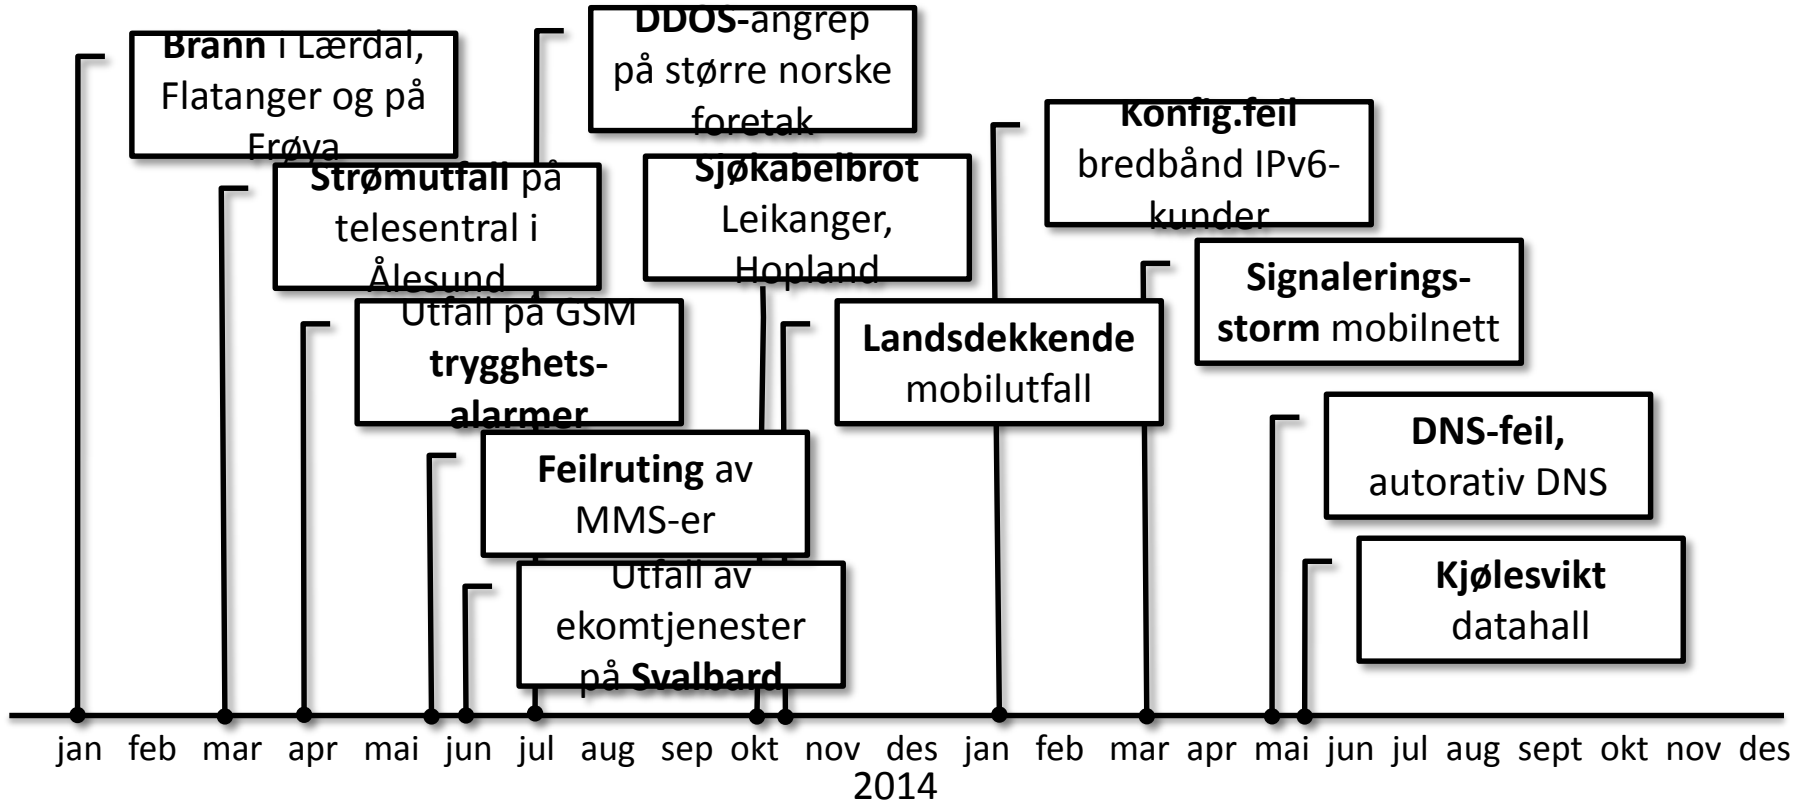 Brann i Lærdal,
Flatanger og på
Frøya
DDOS-angrep
på større norske
foretak
Strømutfall på
telesentral i
Ålesund
Sjøkabelbrot
Leikanger,
Hopland
Konfig.feil
bredbånd IPv6-
kunder
Utfall på GSM
trygghets-
alarmer
Landsdekkende
mobilutfall
Signalerings-
storm mobilnett
Feilruting av
MMS-er
DNS-feil,
autorativ DNS
Utfall av
ekomtjenester
på Svalbard
Kjølesvikt
datahall
jan feb mar apr mai jun jul aug sep okt nov des jan feb mar apr mai jun jul aug sept okt nov des
2014